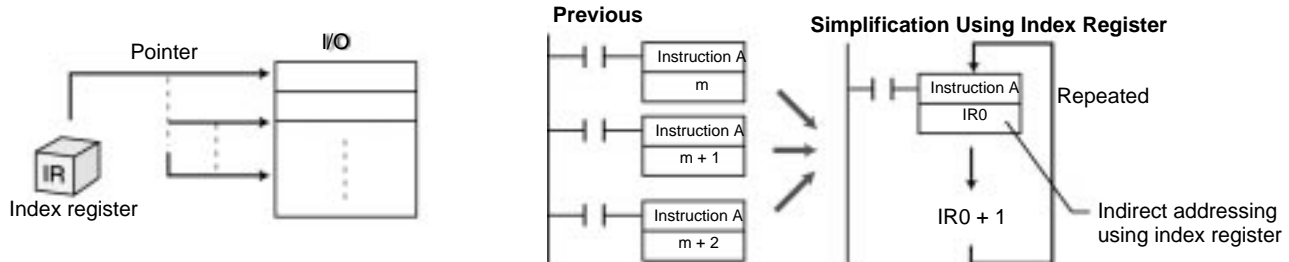 Pointer
I/O
IR
Index register
Previous
Instruction A
m
Instruction A
m + 1
Instruction A
m + 2
Simplification Using Index Register
Instruction A
IR0
Repeated
IR0 + 1
Indirect addressing
using index register